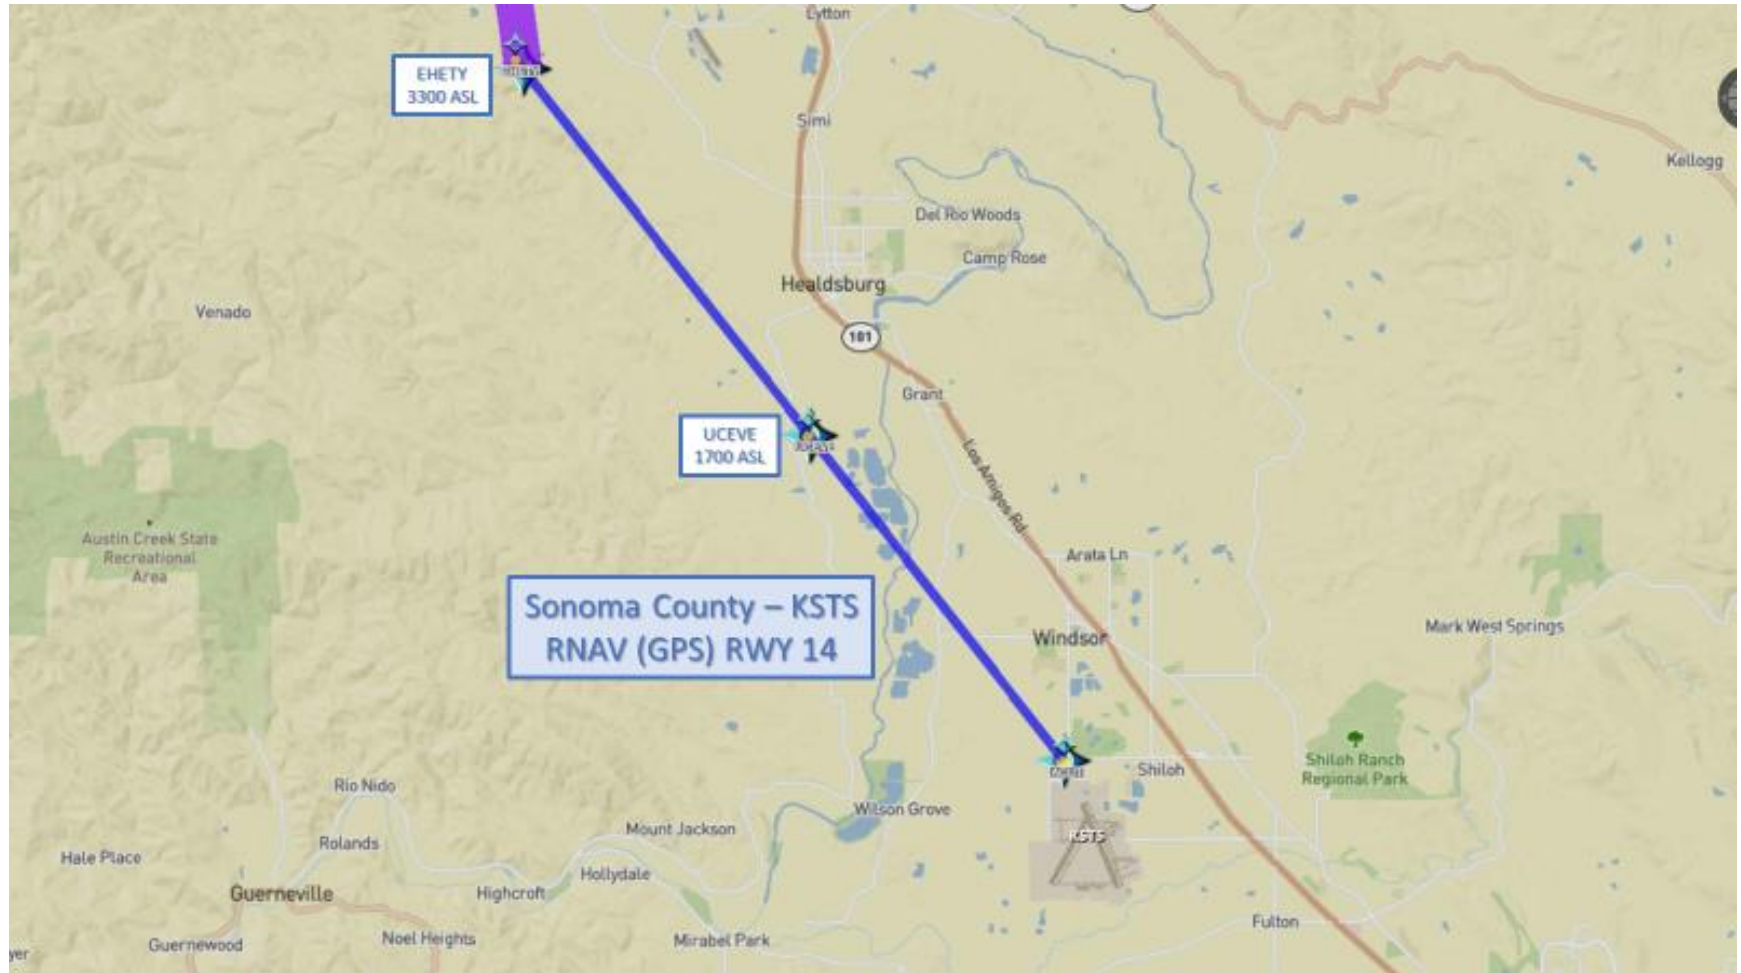 Lytton
EHETY
3300 ASL
Simi
Kellogg
Del Rio Woods
Camp Rose
Healdsburg
Venado
101
Grant
UCEVE
1700 ASL
Los Amigos Rd
Austin Creek State
Recreational
Area
Arata Ln
Sonoma County – KSTS
RNAV (GPS) RWY 14
Windsor
Mark West Springs
Shiloh
Shiloh Ranch
Regional Park
Rio Nido
Wilson Grove
Mount Jackson
KSTS
Rolands
Hale Place
Hollydale
Guerneville
Highcroft
Fulton
Guernewood
Noel Heights
Mirabel Park
yer